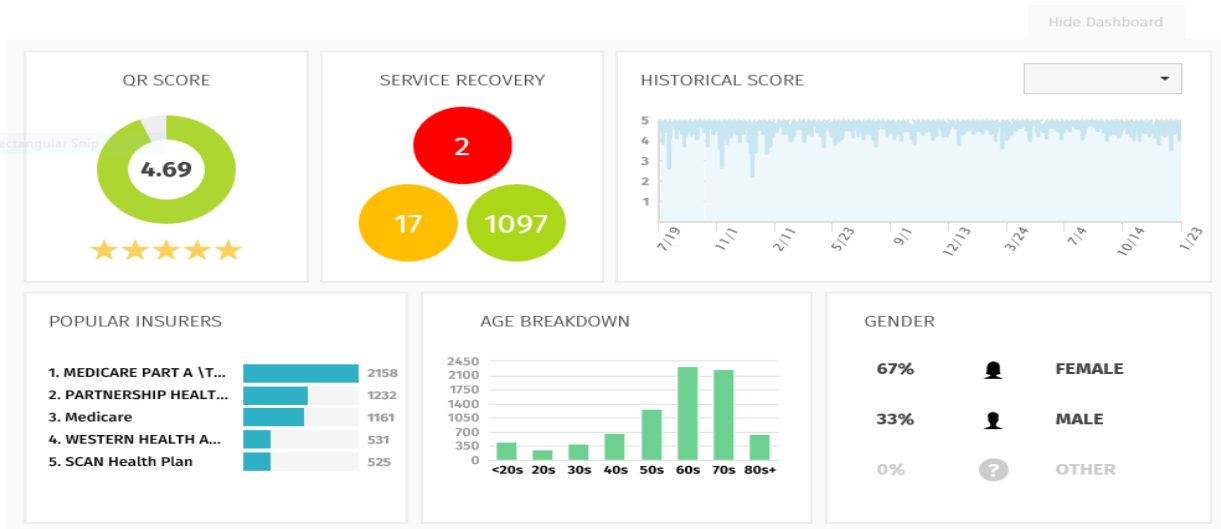 Hide Dashboard
QR SCORE
ectangular Snip
4.69
SERVICE RECOVERY
2
17
1097
HISTORICAL SCORE
5
4
3
2
1
7/19 11/1 2/11 5/23 9/1 12/13 3/24 7/4 10/14 1/23
POPULAR INSURERS
1. MEDICARE PART A \T... 2158
2. PARTNERSHIP HEALT... 1232
3. Medicare 1161
4. WESTERN HEALTH A... 531
5. SCAN Health Plan 525
AGE BREAKDOWN
2450
2100
1750
1400
1050
700
350
0
<20s 20s 30s 40s 50s 60s 70s 80s+
GENDER
67% FEMALE
33% MALE
0% ? OTHER